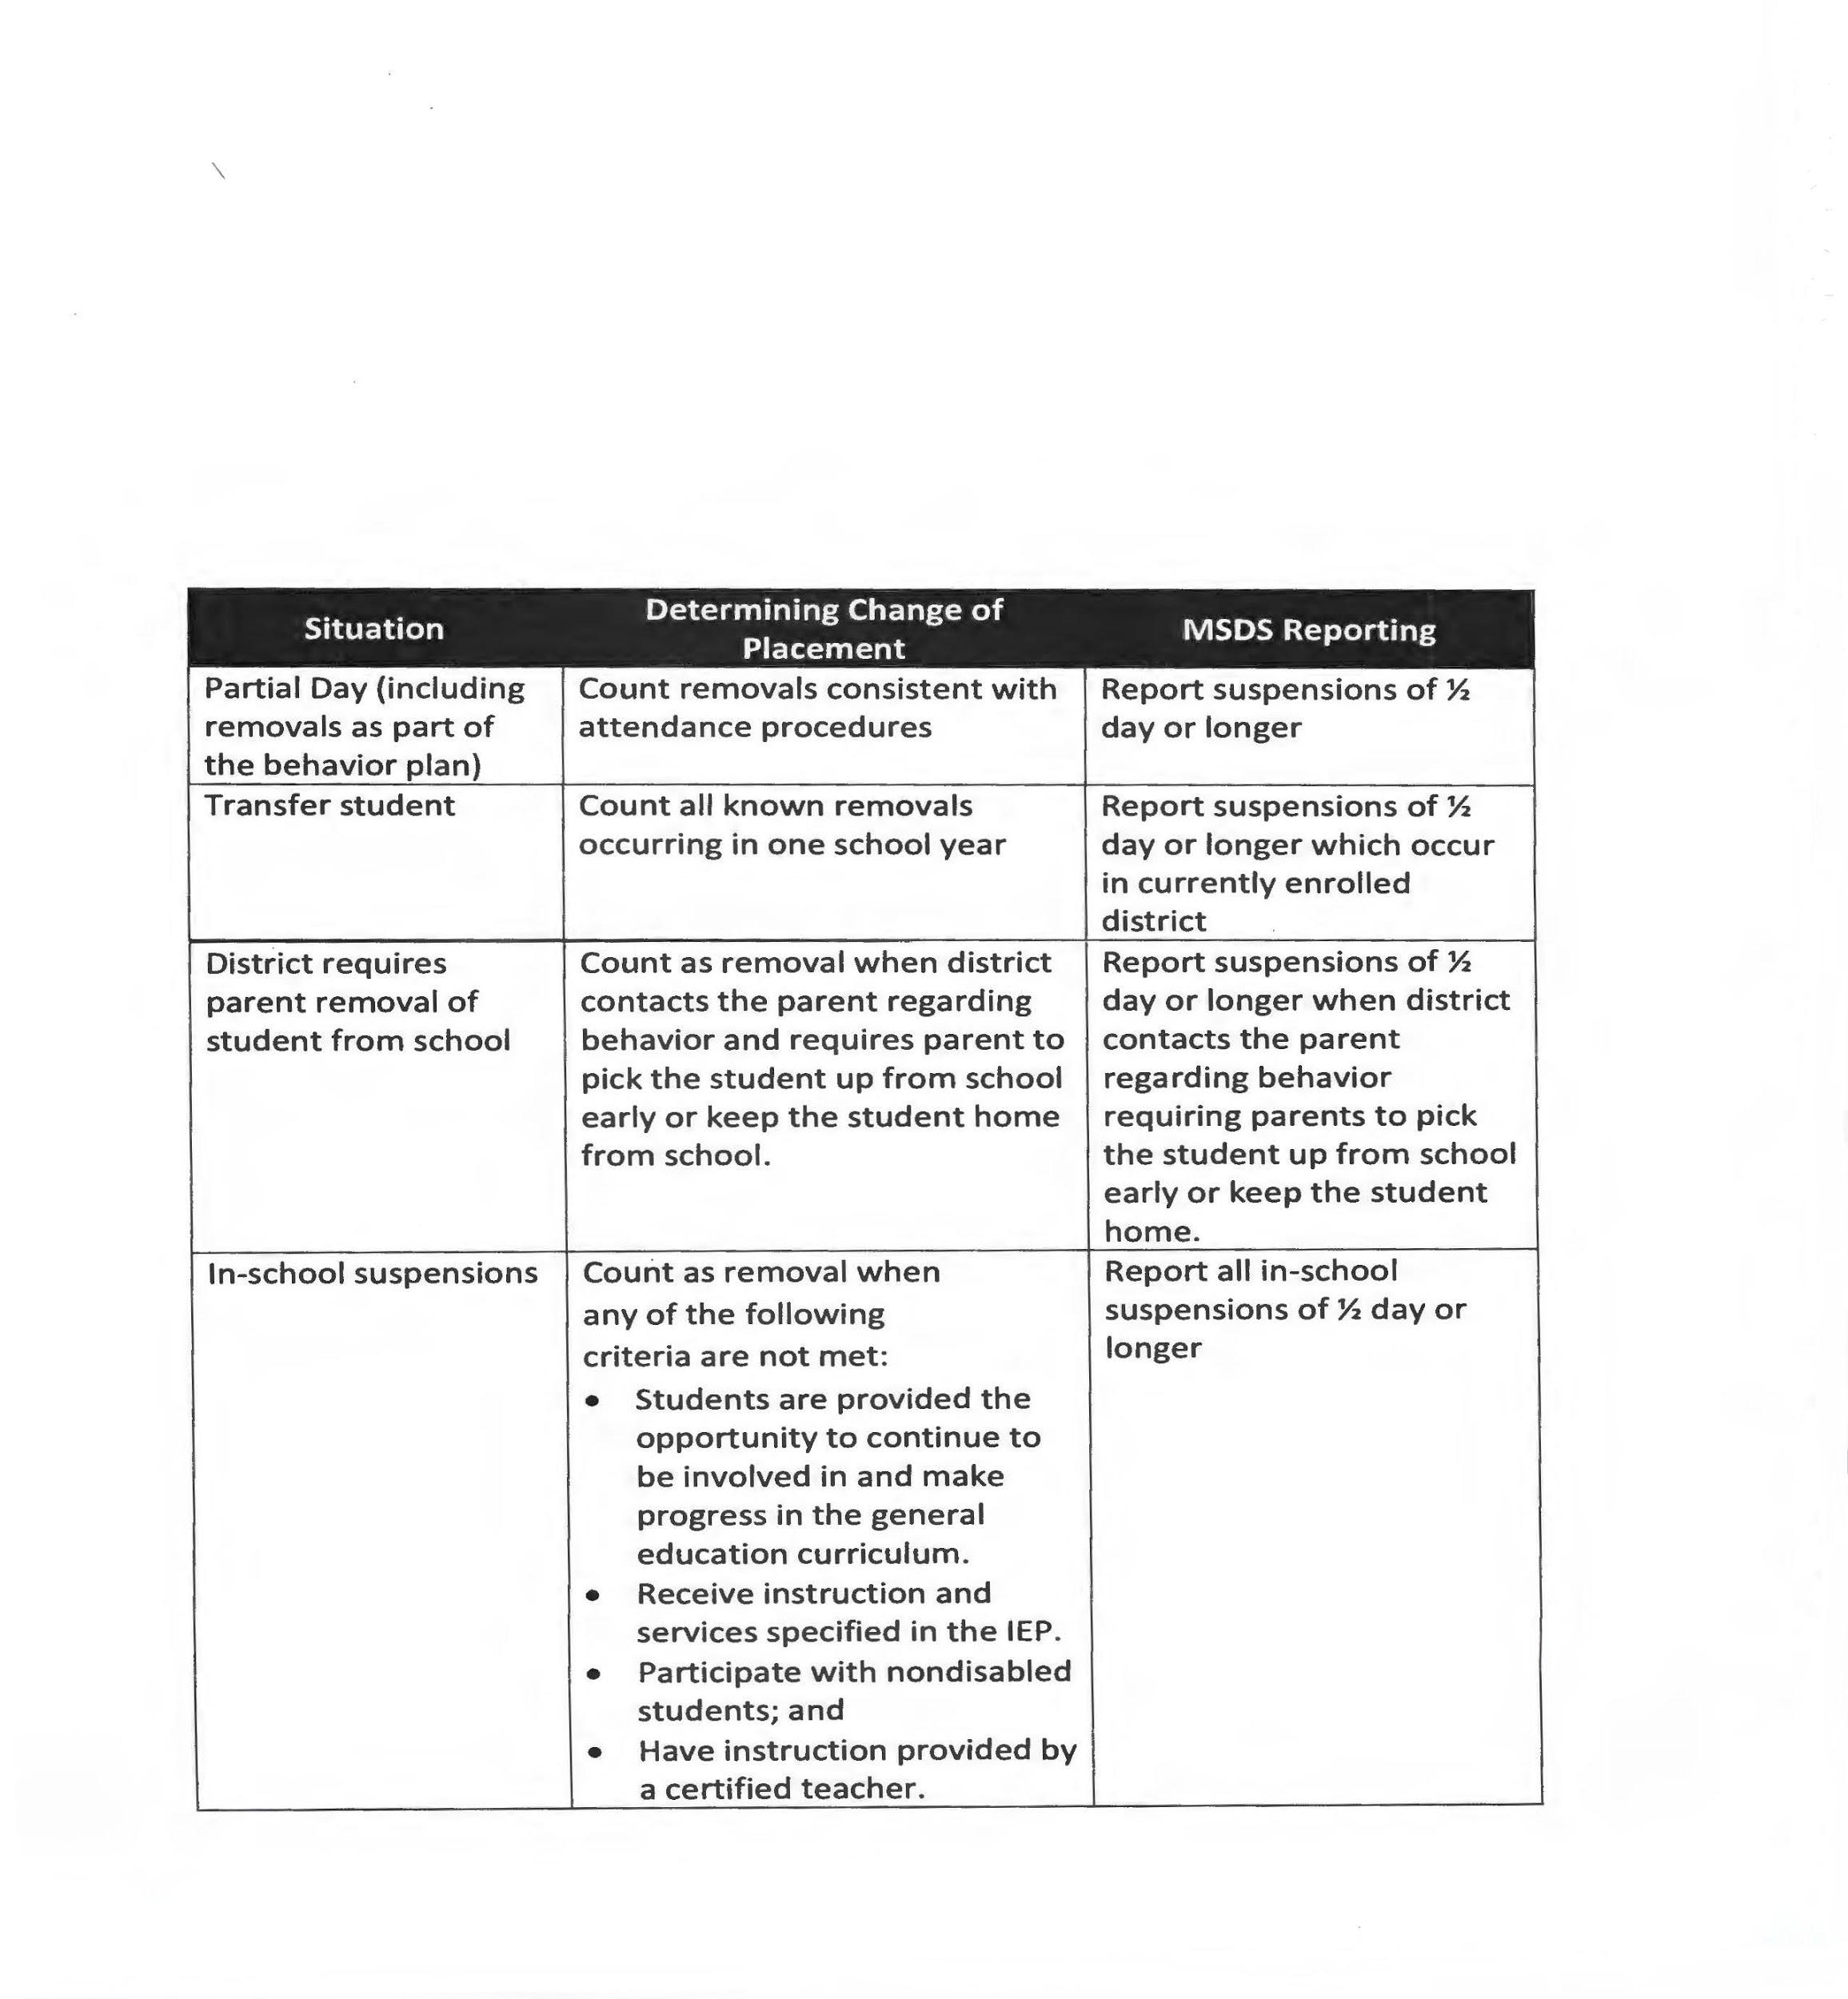 Situation
Determining Change of
Placement
MSDS Reporting
Partial Day (including
removals as part of
the behavior plan)
Count removals consistent with
attendance procedures
Report suspensions of ½
day or longer
Transfer student
Count all known removals
occurring in one school year
Report suspensions of ½
day or longer which occur
in currently enrolled
district
District requires
parent removal of
student from school
Count as removal when district
contacts the parent regarding
behavior and requires parent to
pick the student up from school
early or keep the student home
from school.
Report suspensions of ½
day or longer when district
contacts the parent
regarding behavior
requiring parents to pick
the student up from school
early or keep the student
home.
In-school suspensions
Count as removal when
any of the following
criteria are not met:
• Students are provided the
opportunity to continue to
be involved in and make
progress in the general
education curriculum.
• Receive instruction and
services specified in the IEP.
• Participate with nondisabled
students; and
• Have instruction provided by
a certified teacher.
Report all in-school
suspensions of ½ day or
longer